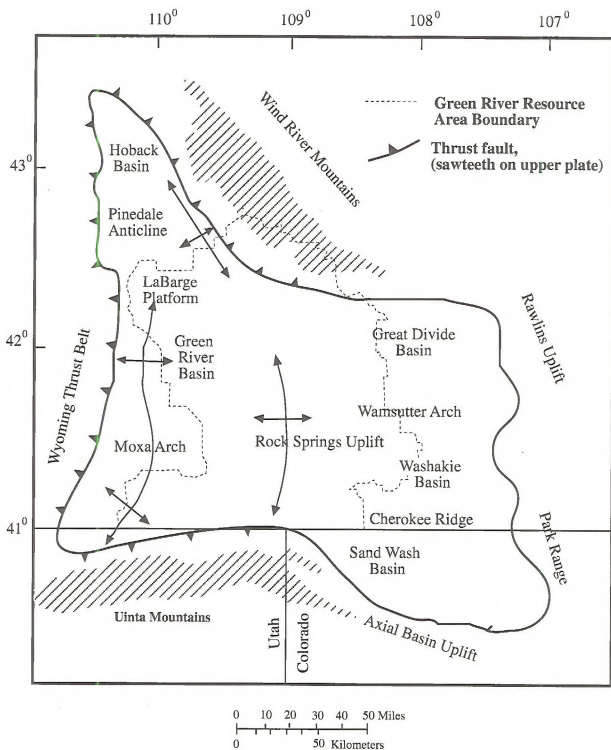 110⁰ 109⁰ 108⁰ 107⁰
Green River Resource
Area Boundary
Thrust fault,
(sawteeth on upper plate)
Wind River Mountains
43⁰
Hoback
Basin
Pinedale
Anticline
LaBarge
Platform
42⁰
Wyoming Thrust Belt
Green
River
Basin
Great Divide
Basin
Rawlins Uplift
Wamsutter Arch
Moxa Arch
Rock Springs Uplift
Washakie
Basin
41⁰
Cherokee Ridge
Sand Wash
Basin
Park Range
Uinta Mountains
Utah
Colorado
Axial Basin Uplift
0 10 20 30 40 50 Miles
0 50 Kilometers